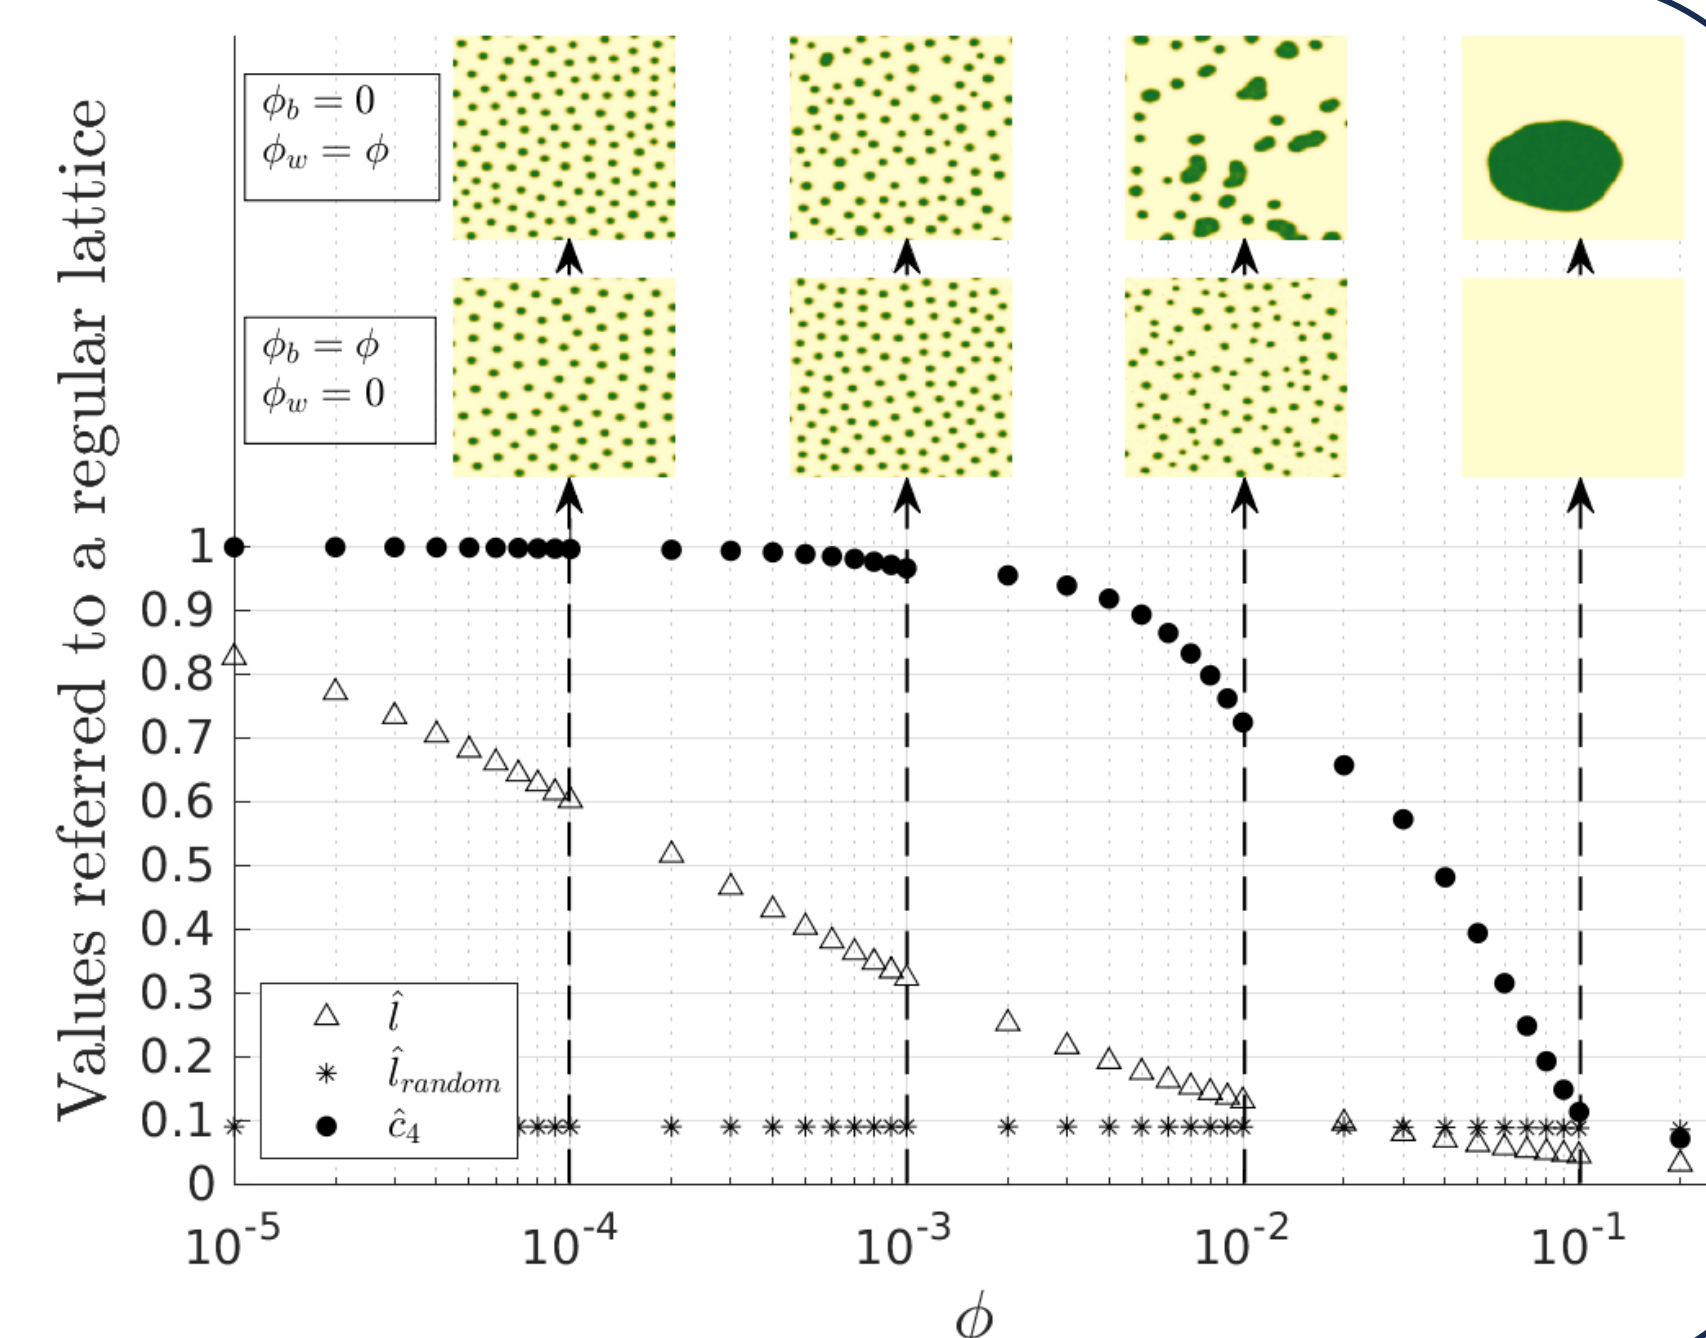 Values referred to a regular lattice
ϕ_b = 0
ϕ_w = ϕ
ϕ_b = ϕ
ϕ_w = 0
1
0.9
0.8
0.7
0.6
0.5
0.4
0.3
0.2
0.1
0
l̂
l̂_random
ĉ_4
10^-5 10^-4 10^-3 10^-2 10^-1
ϕ